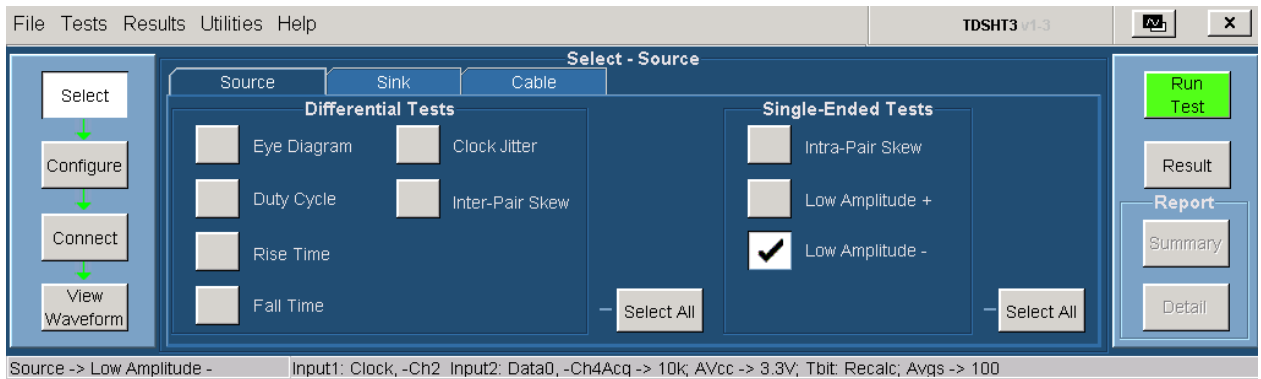 File Tests Results Utilities Help TDSHT3 v1-3 x
Select - Source
Select
Configure
Connect
View
Waveform
Source Sink Cable
Differential Tests
Eye Diagram Clock Jitter
Duty Cycle Inter-Pair Skew
Rise Time
Fall Time
Select All
Single-Ended Tests
Intra-Pair Skew
Low Amplitude +
Low Amplitude -
Select All
Run
Test
Result
Report
Summary
Detail
Source -> Low Amplitude - Input1: Clock, -Ch2 Input2: Data0, -Ch4Acq -> 10k; AVcc -> 3.3V; Tbit: Recalc; Avgs -> 100